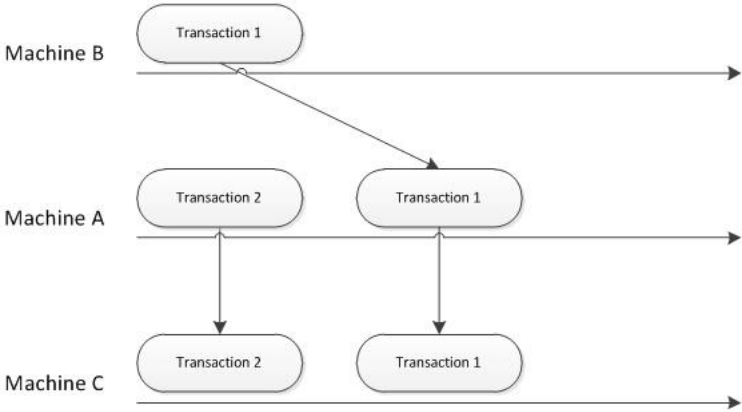 Machine B
Transaction 1
Machine A
Transaction 2
Transaction 1
Machine C
Transaction 2
Transaction 1